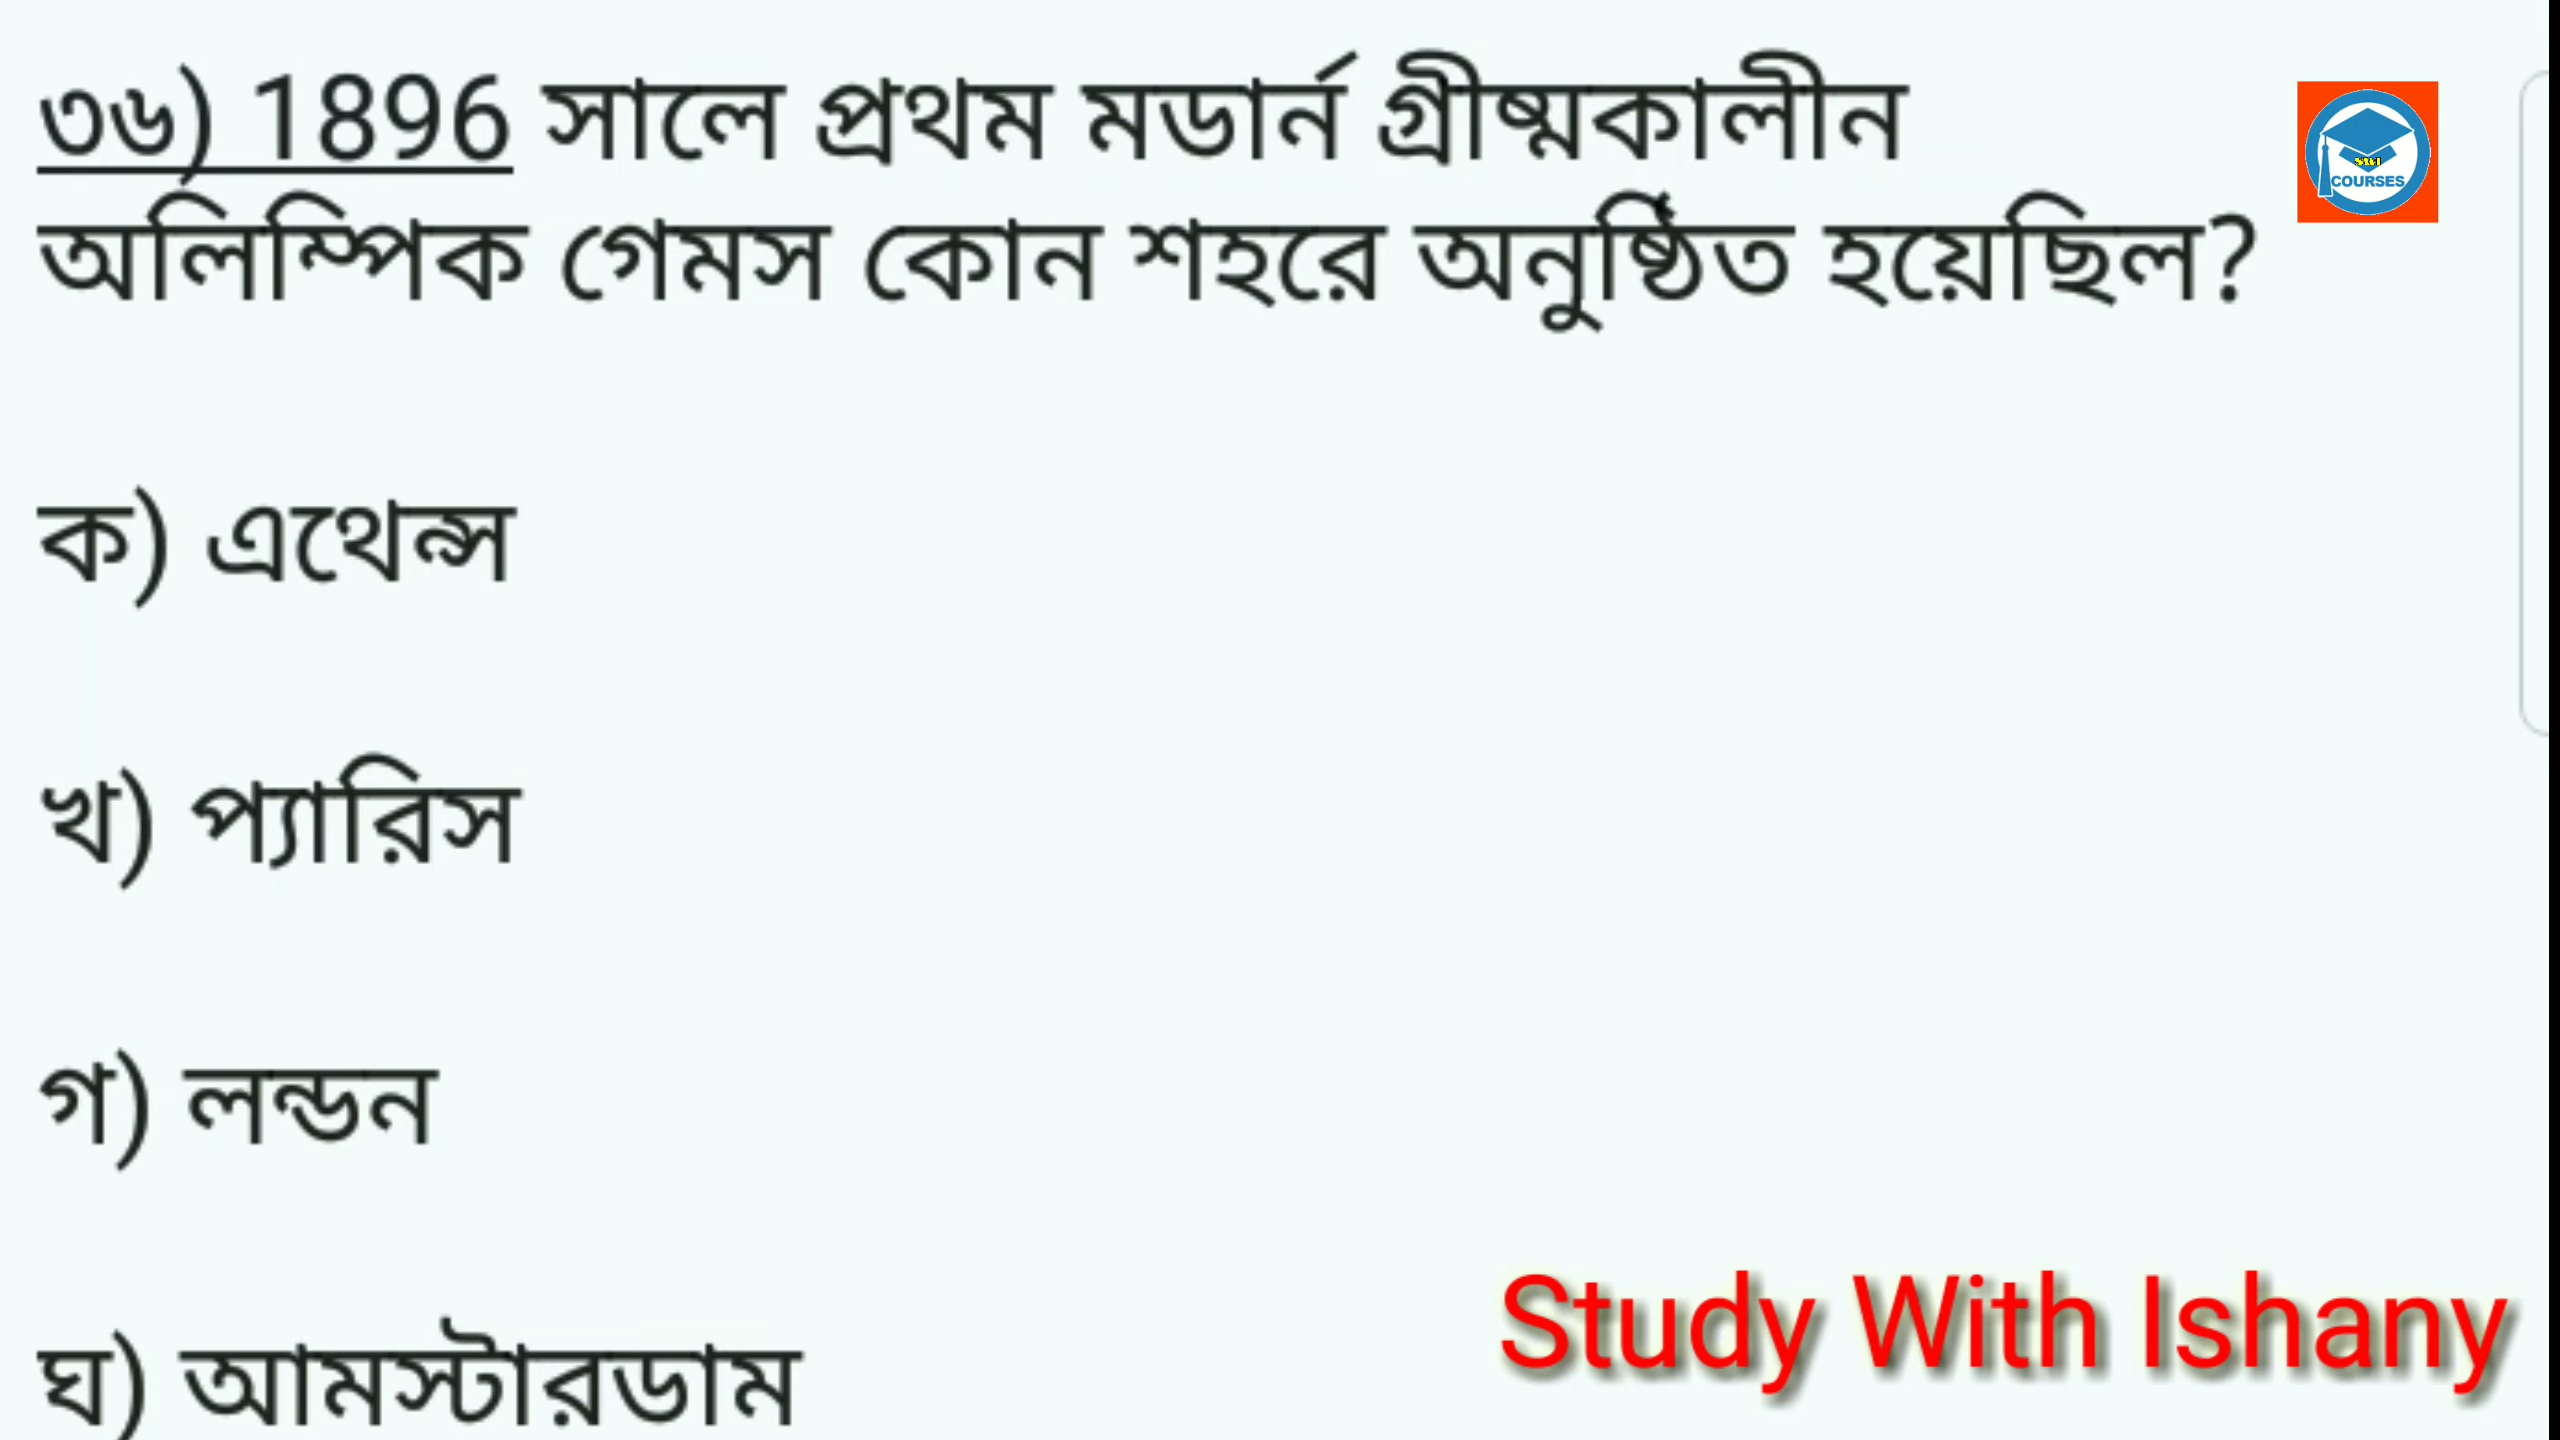 ৩৬) 1896 সালে প্রথম মডার্ন গ্রীষ্মকালীন
অলিম্পিক গেমস কোন শহরে অনুষ্ঠিত হয়েছিল?
SWI
COURSES
ক) এথেন্স
খ) প্যারিস
গ) লন্ডন
ঘ) আমস্টারডাম
Study With Ishany